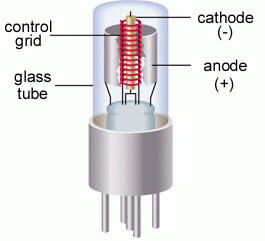 control
grid
glass
tube
cathode
(-)
anode
(+)